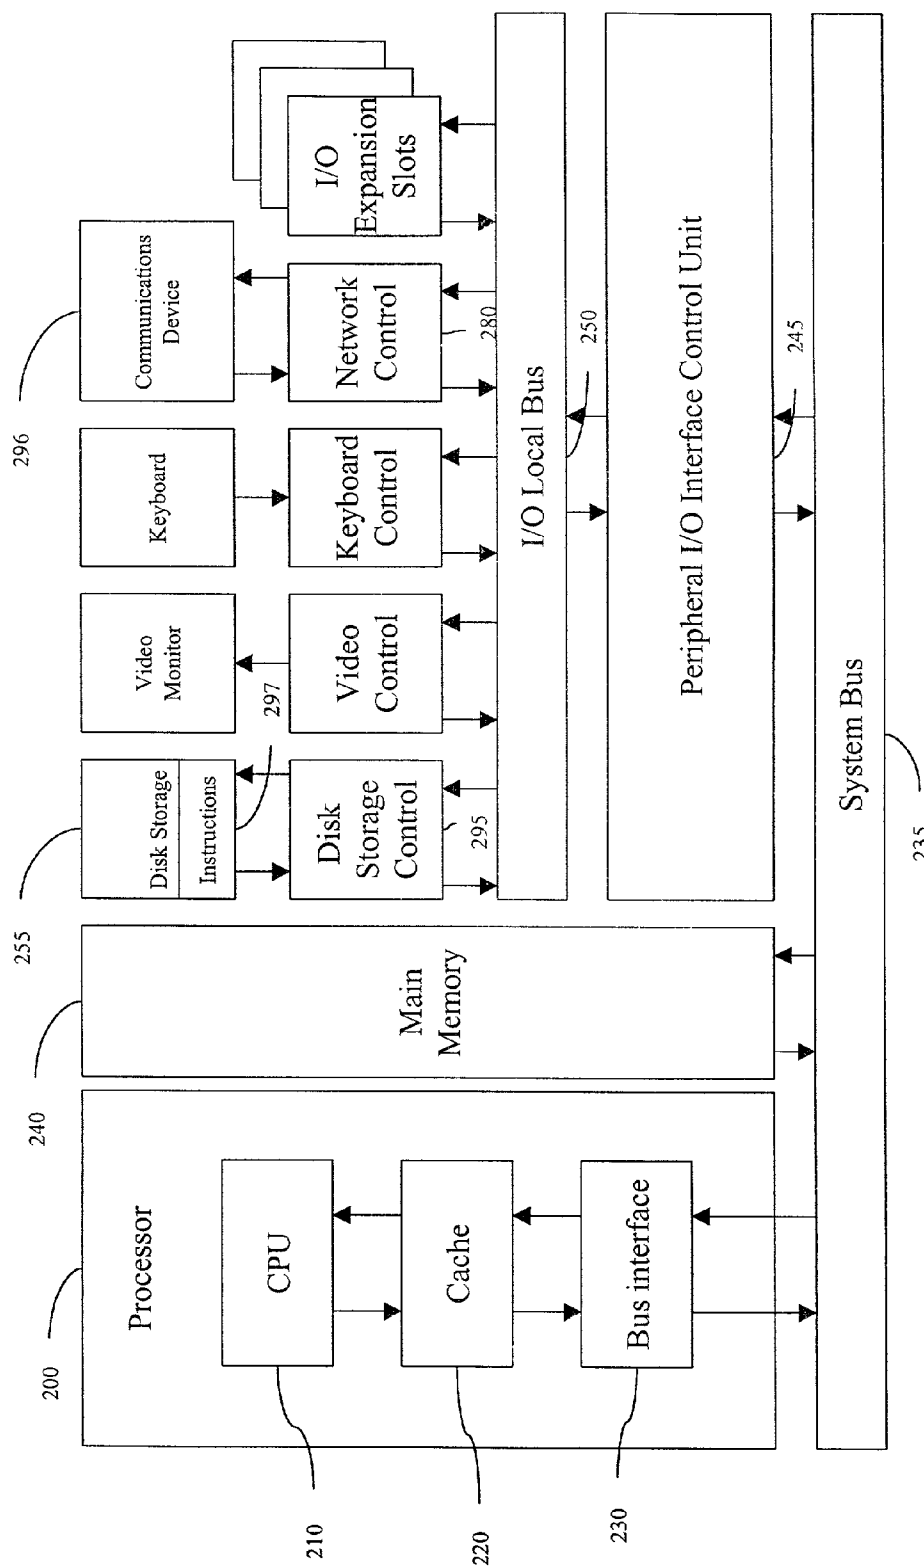 200
Processor
210
CPU
220
Cache
230
Bus interface
240
Main
Memory
255
Disk Storage
Instructions
297
Disk
Storage
Control
295
Video
Monitor
Video
Control
Keyboard
Keyboard
Control
296
Communications
Device
Network
Control
280
I/O
Expansion
Slots
I/O Local Bus
250
Peripheral I/O Interface Control Unit
245
System Bus
235